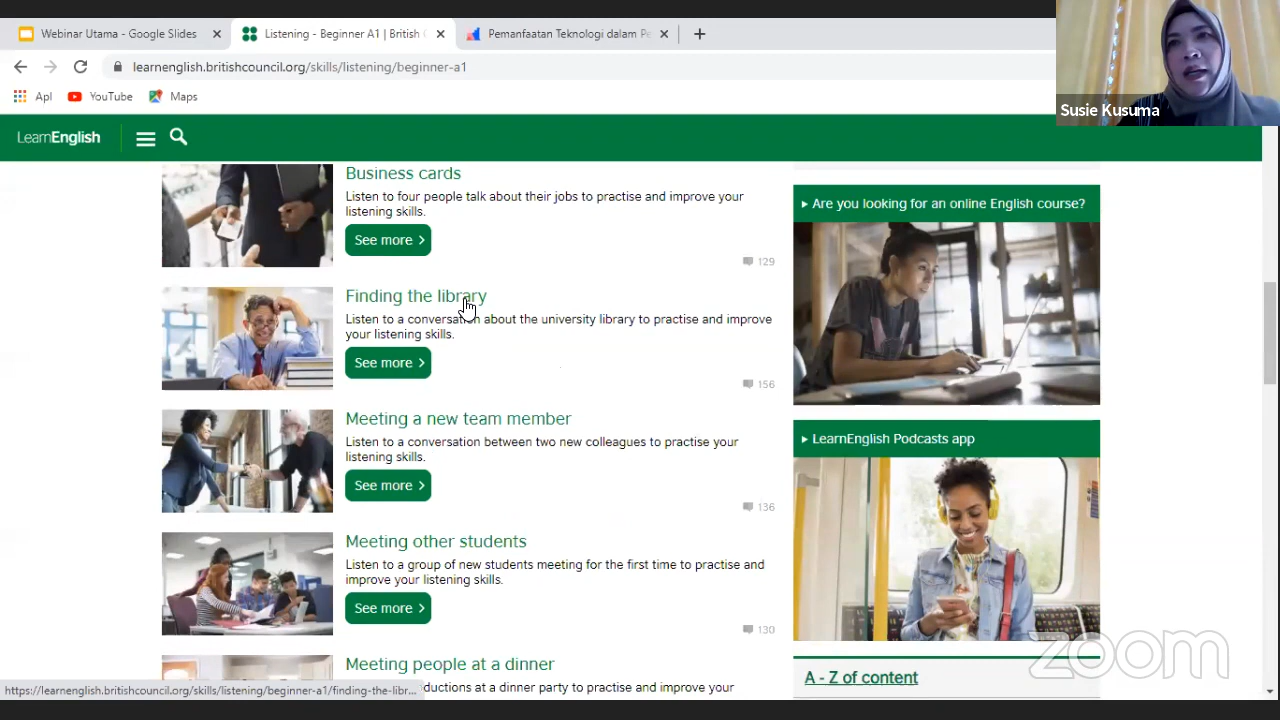 Webinar Utama - Google Slides
Listening - Beginner A1 | British
Pemanfaatan Teknologi dalam Pe
learnenglish.britishcouncil.org/skills/listening/beginner-a1
Apl YouTube Maps
Susie Kusuma
LearnEnglish
Business cards
Listen to four people talk about their jobs to practise and improve your
listening skills.
See more
129
Finding the library
Listen to a conversation about the university library to practise and improve
your listening skills.
See more
156
Meeting a new team member
Listen to a conversation between two new colleagues to practise your
listening skills.
See more
136
Meeting other students
Listen to a group of new students meeting for the first time to practise and
improve your listening skills.
See more
130
Meeting people at a dinner
ductions at a dinner party to practise and improve your
Are you looking for an online English course?
LearnEnglish Podcasts app
A - Z of content
zoom
https://learnenglish.britishcouncil.org/skills/listening/beginner-a1/finding-the-libr...